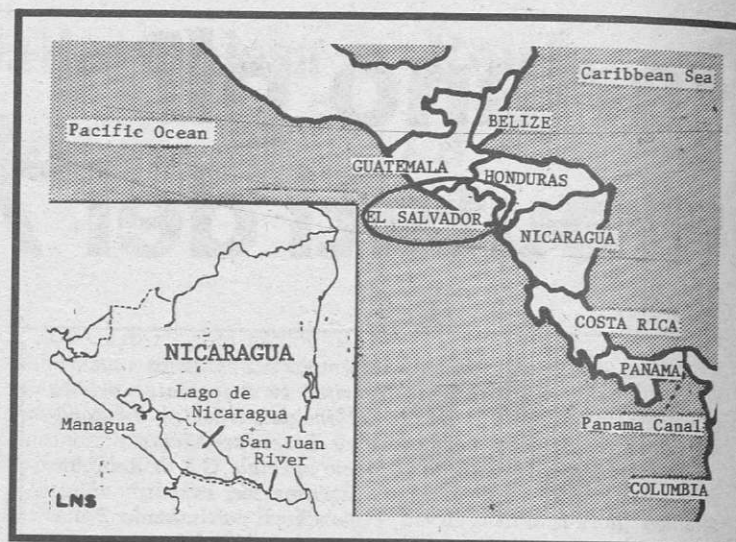 Caribbean Sea
Pacific Ocean
BELIZE
GUATEMALA
HONDURAS
EL SALVADOR
NICARAGUA
COSTA RICA
PANAMA
Panama Canal
COLUMBIA
NICARAGUA
Lago de
Nicaragua
Managua
San Juan
River
LNS